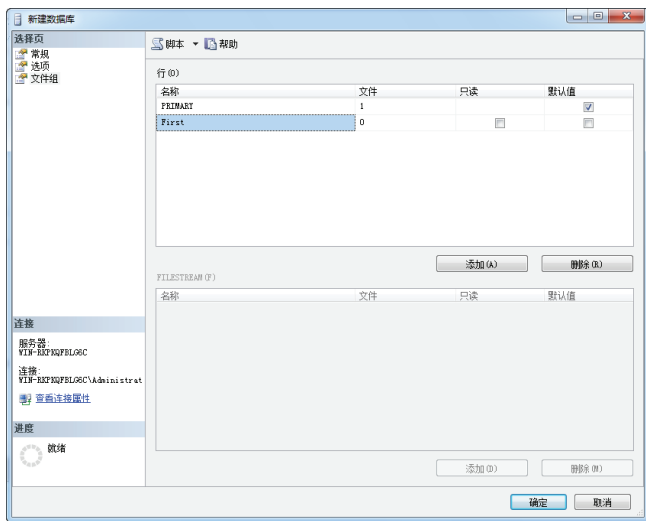 新建数据库
选择页
常规
选项
文件组
脚本 帮助
行(O)
名称 文件 只读 默认值
PRIMARY 1
First 0
添加(A) 删除(R)
FILESTREAM(F)
名称 文件 只读 默认值
添加(D) 删除(M)
连接
服务器:
WIN-RKPKQFBLG6C
连接:
WIN-RKPKQFBLG6C\Administrat
查看连接属性
进度
就绪
确定 取消